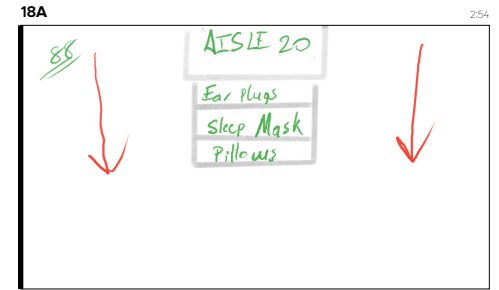 18A
2:54
88
AISLE 20
Ear Plugs
Sleep Mask
Pillows